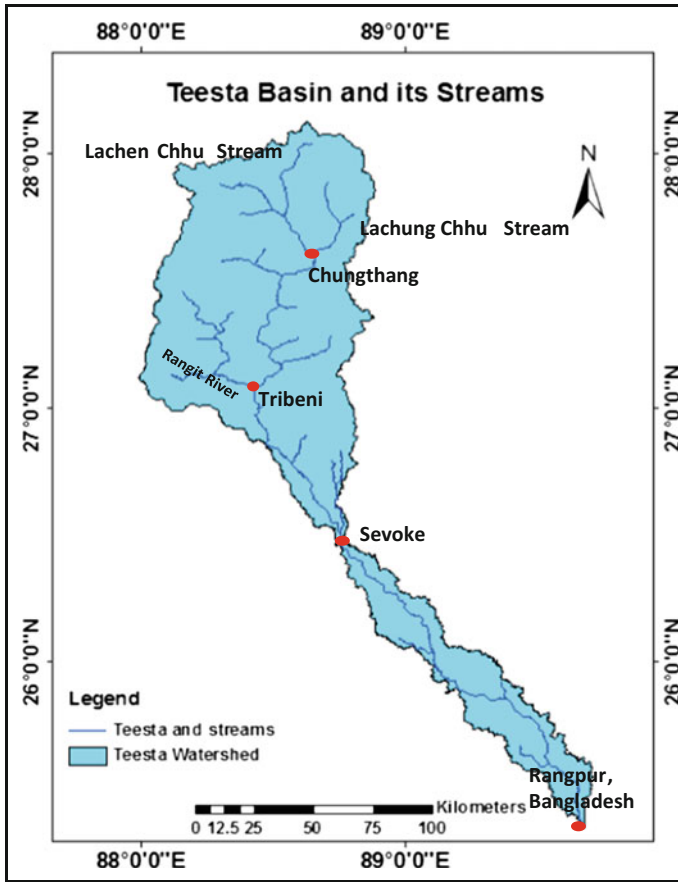 88°0'0"E 89°0'0"E
Teesta Basin and its Streams
Lachen Chhu Stream
N
28°0'0"N 28°0'0"N
Lachung Chhu Stream
Chungthang
Rangit River
Tribeni
27°0'0"N 27°0'0"N
Sevoke
26°0'0"N 26°0'0"N
Legend
Teesta and streams
Teesta Watershed
Rangpur,
Bangladesh
Kilometers
0 12.5 25 50 75 100
88°0'0"E 89°0'0"E